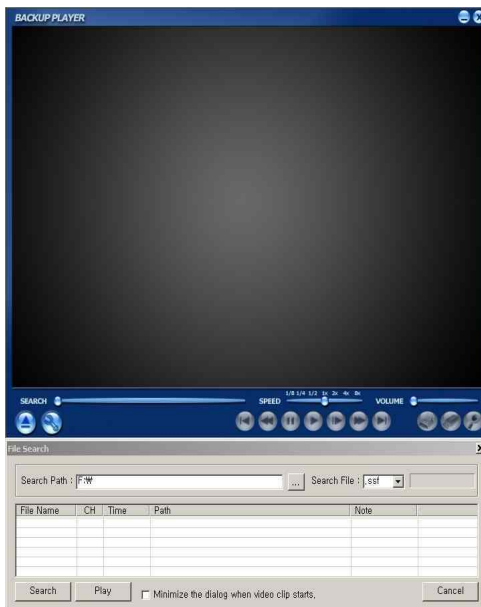 BACKUP PLAYER
1/8 1/4 1/2 1x 2x 4x 8x
SEARCH SPEED VOLUME
File Search
Search Path : F:₩ ... Search File : .ssf
File Name CH Time Path Note
Search Play Minimize the dialog when video clip starts, Cancel